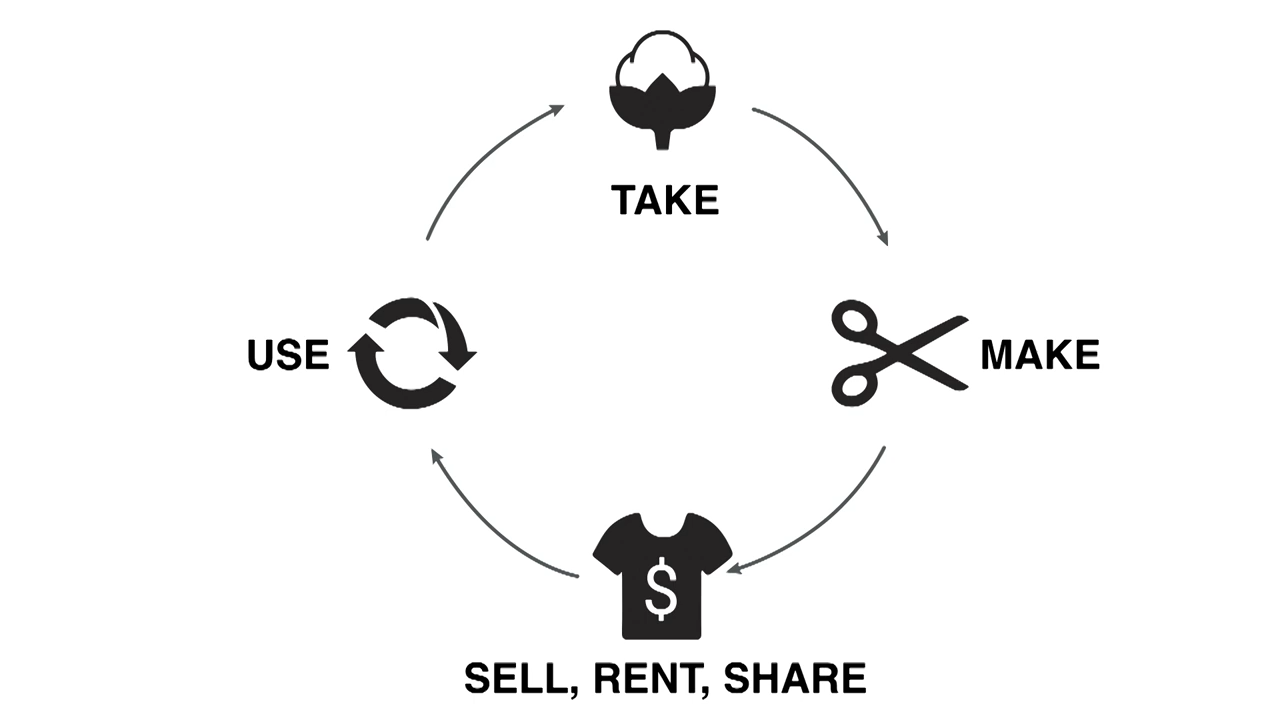 TAKE
USE
MAKE
$
SELL, RENT, SHARE